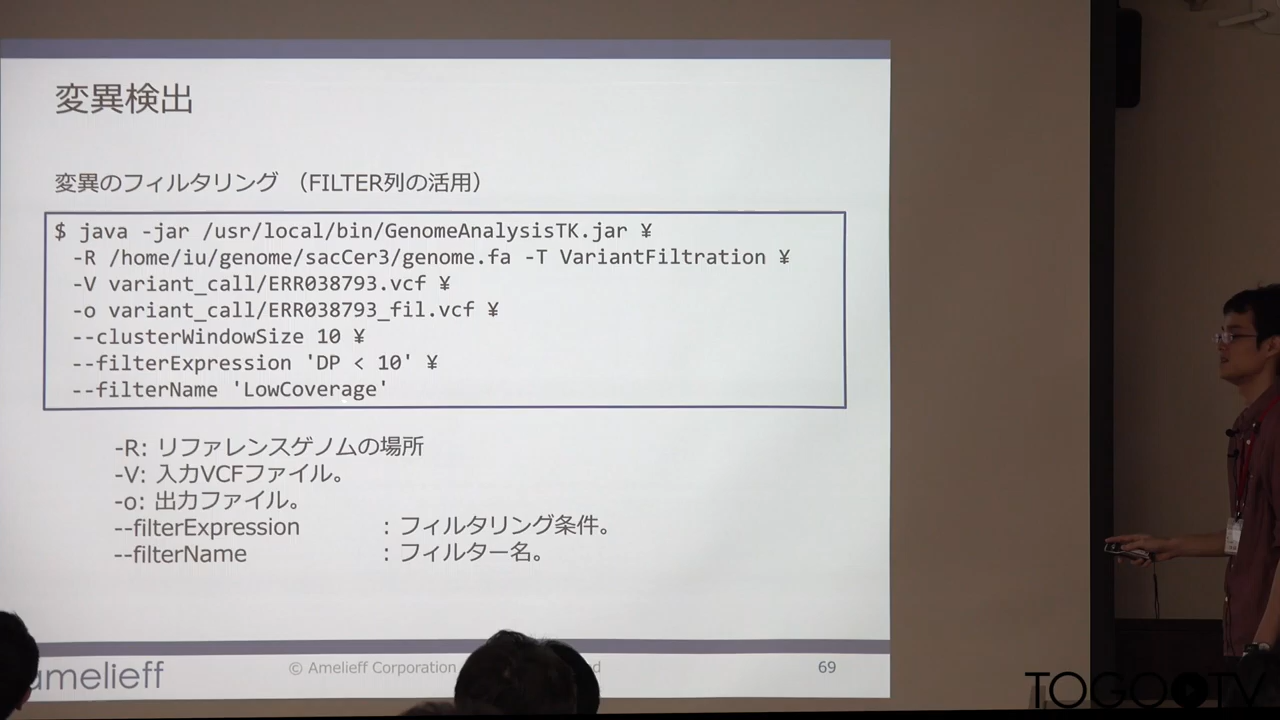 変異検出
変異のフィルタリング （FILTER列の活用）
$ java -jar /usr/local/bin/GenomeAnalysisTK.jar ¥
-R /home/iu/genome/sacCer3/genome.fa -T VariantFiltration ¥
-V variant_call/ERR038793.vcf ¥
-o variant_call/ERR038793_fil.vcf ¥
--clusterWindowSize 10 ¥
--filterExpression 'DP < 10' ¥
--filterName 'LowCoverage'
-R: リファレンスゲノムの場所
-V: 入力VCFファイル。
-o: 出力ファイル。
--filterExpression : フィルタリング条件。
--filterName : フィルター名。
amelieff © Amelieff Corporation 69
TOGOTV